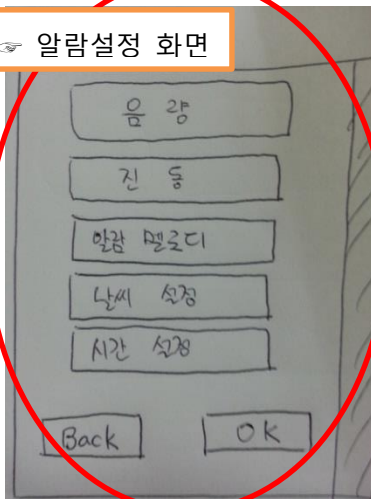 ☞ 알람설정 화면
음 량
진 동
알람 멜로디
날씨 설정
시간 설정
Back OK